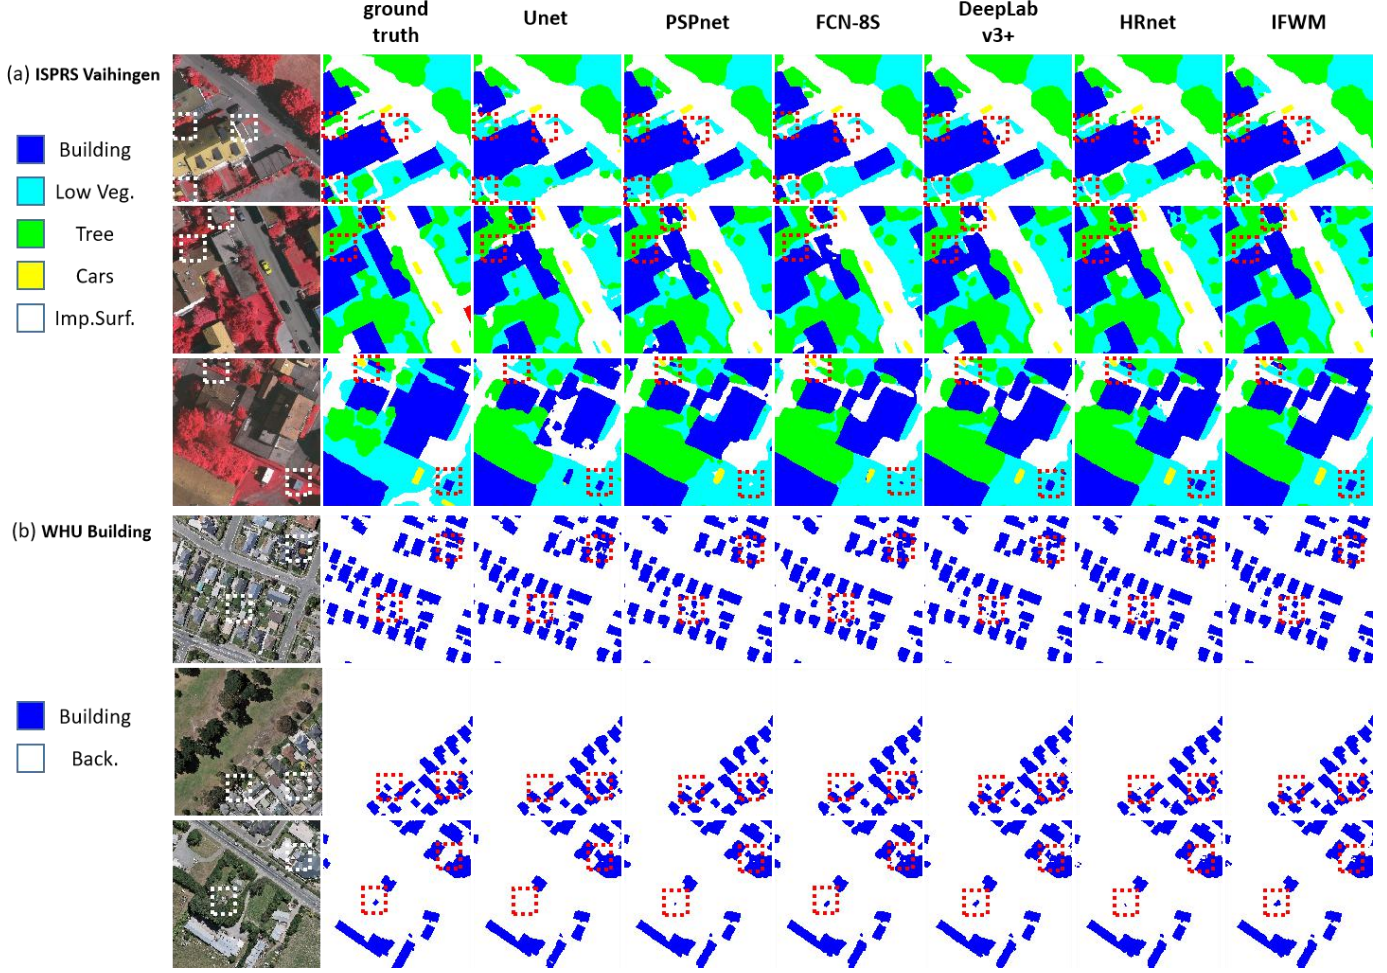 ground
truth
Unet
PSPnet
FCN-8S
DeepLab
v3+
HRnet
IFWM
(a) ISPRS Vaihingen
Building
Low Veg.
Tree
Cars
Imp.Surf.
(b) WHU Building
Building
Back.